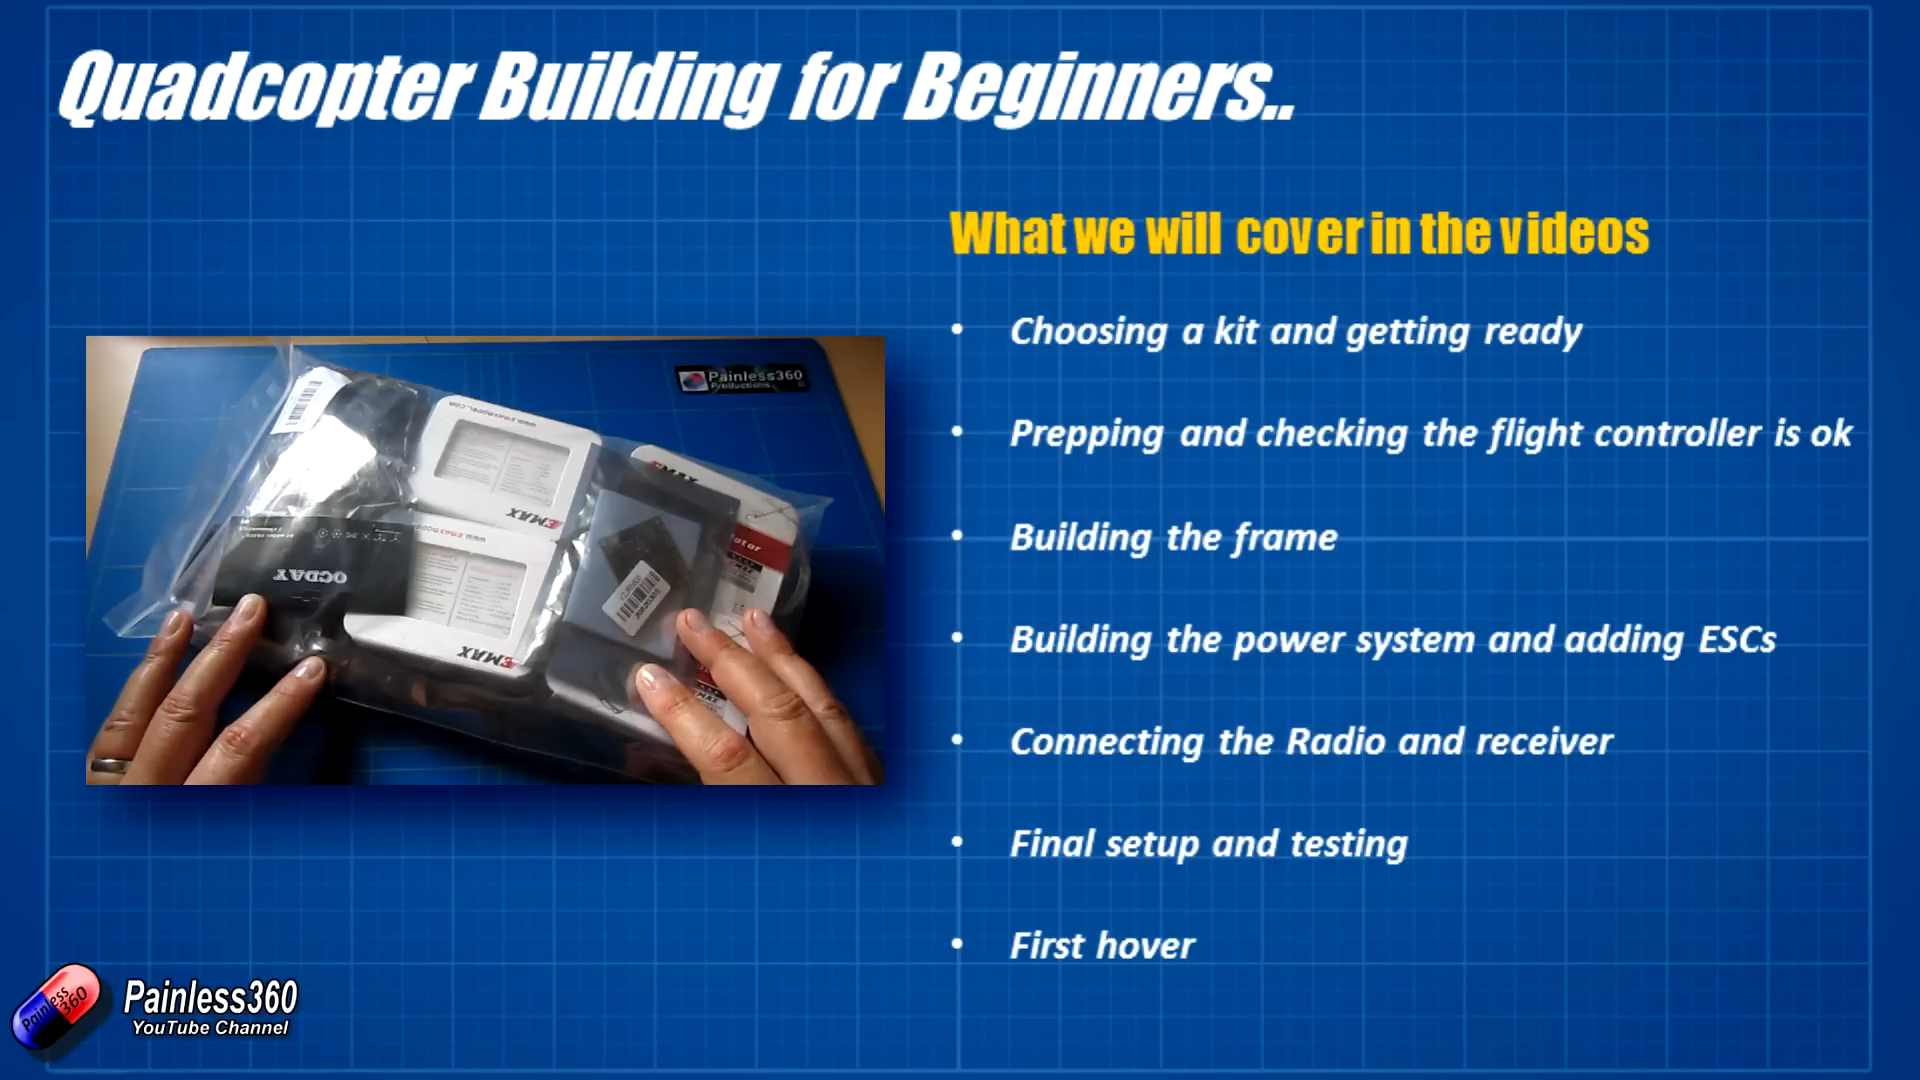 Quadcopter Building for Beginners..
What we will cover in the videos
• Choosing a kit and getting ready
• Prepping and checking the flight controller is ok
• Building the frame
• Building the power system and adding ESCs
• Connecting the Radio and receiver
• Final setup and testing
• First hover
Painless360
Productions
EMAX
EMAX
EMAX
OCDAY
Painless
360
Painless360
YouTube Channel